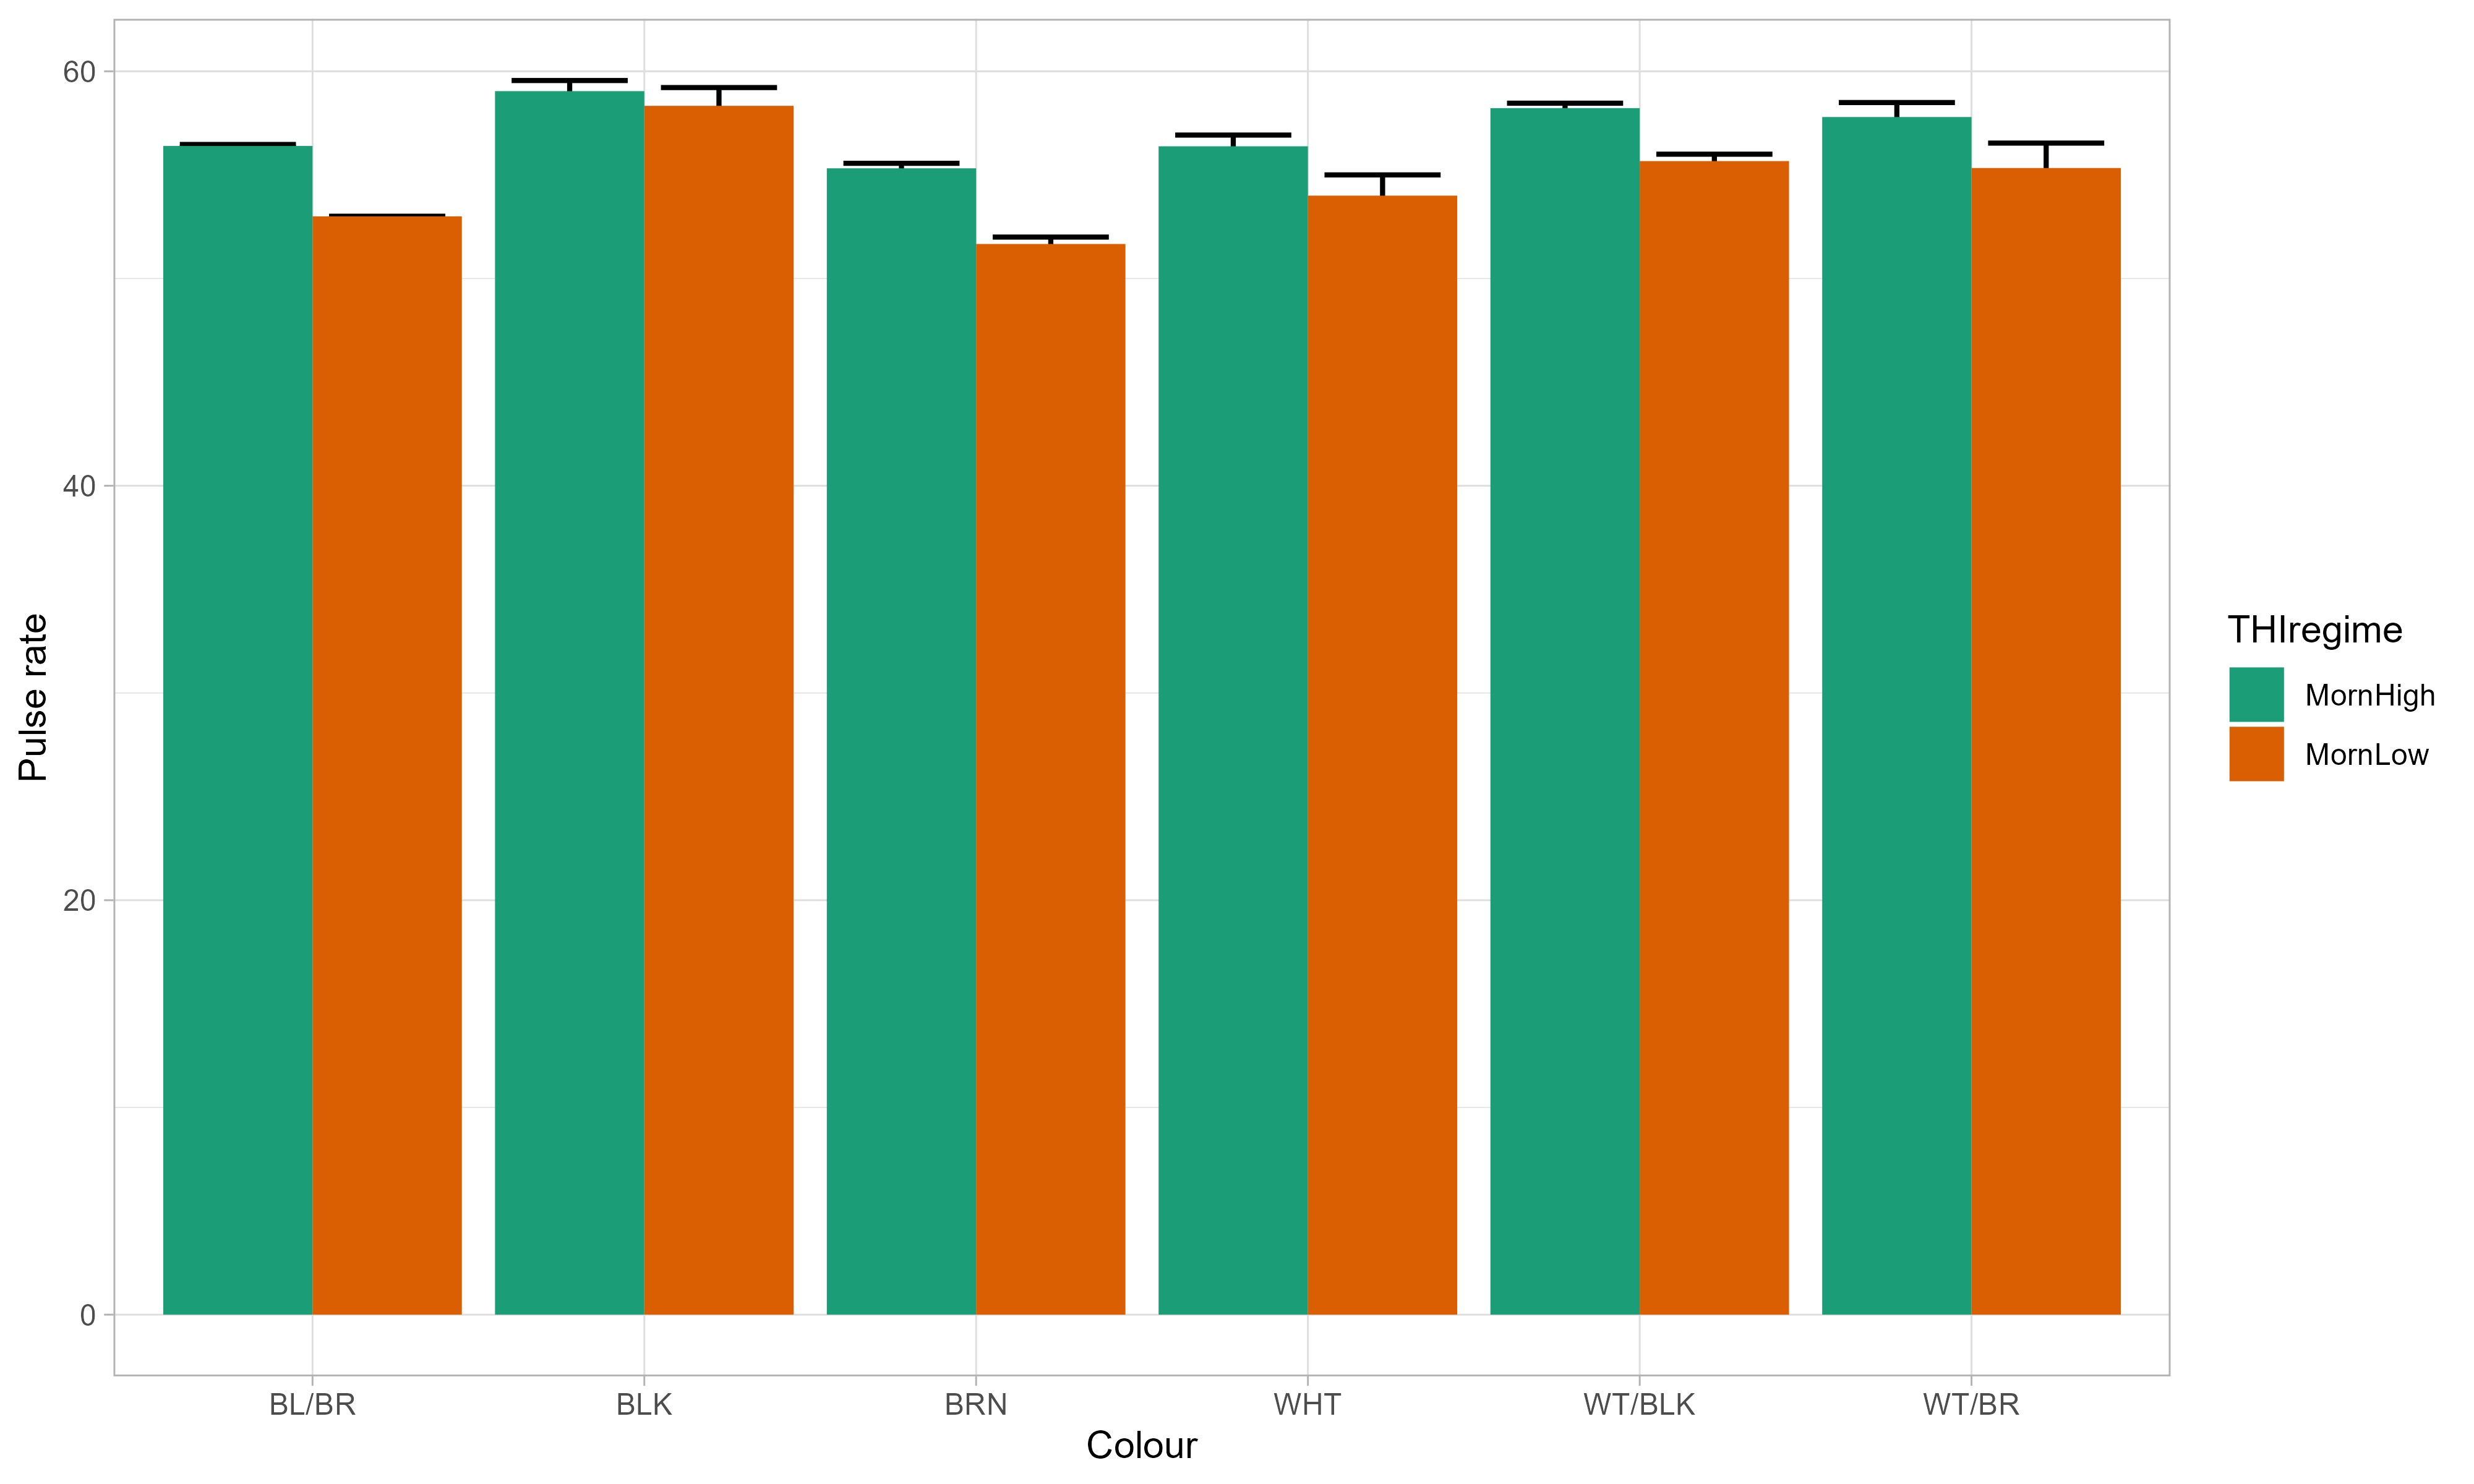 60
40
20
0
Pulse rate
BL/BR BLK BRN WHT WT/BLK WT/BR
Colour
THIregime
MornHigh
MornLow